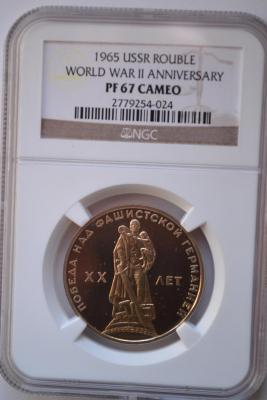 1965 USSR ROUBLE
WORLD WAR II ANNIVERSARY
PF 67 CAMEO
2779254-024
NGC
ПОБЕДА НАД ФАШИСТСКОЙ ГЕРМАНИЕЙ
XX ЛЕТ